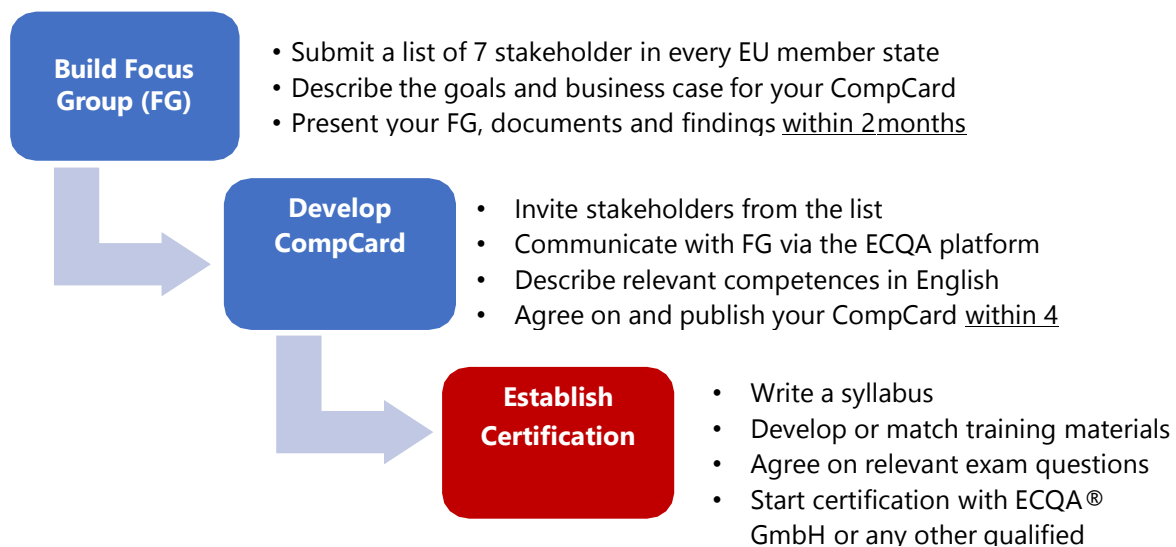 Build Focus
Group (FG)
• Submit a list of 7 stakeholder in every EU member state
• Describe the goals and business case for your CompCard
• Present your FG, documents and findings within 2months
Develop
CompCard
• Invite stakeholders from the list
• Communicate with FG via the ECQA platform
• Describe relevant competences in English
• Agree on and publish your CompCard within 4
Establish
Certification
• Write a syllabus
• Develop or match training materials
• Agree on relevant exam questions
• Start certification with ECQA®
GmbH or any other qualified